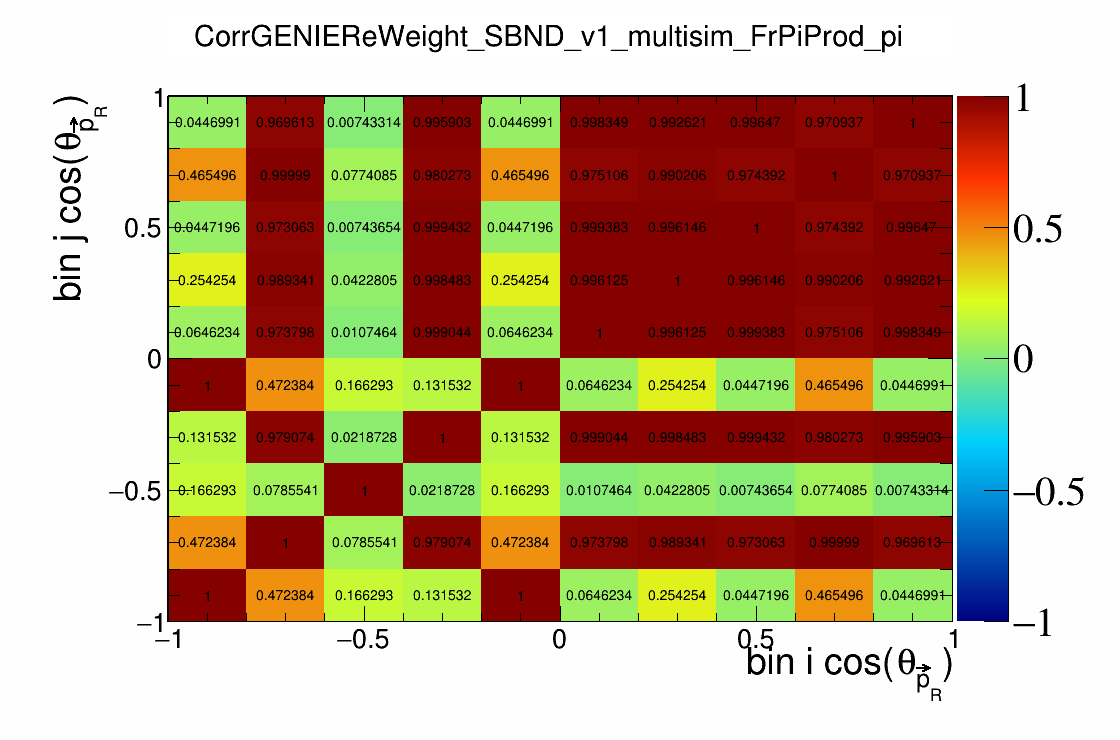 CorrGENIEReWeight_SBND_v1_multisim_FrPiProd_pi
bin j cos(θ_p⃗_R)
1
0.5
0
−0.5
−1
0.0446991 0.969613 0.00743314 0.995903 0.0446991 0.998349 0.992621 0.99647 0.970937 1
0.465496 0.99999 0.0774085 0.980273 0.465496 0.975106 0.990206 0.974392 1 0.970937
0.0447196 0.973063 0.00743654 0.999432 0.0447196 0.999383 0.996146 1 0.974392 0.99647
0.254254 0.989341 0.0422805 0.998483 0.254254 0.996125 1 0.996146 0.990206 0.992621
0.0646234 0.973798 0.0107464 0.999044 0.0646234 1 0.996125 0.999383 0.975106 0.998349
1 0.472384 0.166293 0.131532 1 0.0646234 0.254254 0.0447196 0.465496 0.0446991
0.131532 0.979074 0.0218728 1 0.131532 0.999044 0.998483 0.999432 0.980273 0.995903
0.166293 0.0785541 1 0.0218728 0.166293 0.0107464 0.0422805 0.00743654 0.0774085 0.00743314
0.472384 1 0.0785541 0.979074 0.472384 0.973798 0.989341 0.973063 0.99999 0.969613
1 0.472384 0.166293 0.131532 1 0.0646234 0.254254 0.0447196 0.465496 0.0446991
−1 −0.5 0 0.5 1
bin i cos(θ_p⃗_R)
1
0.5
0
−0.5
−1